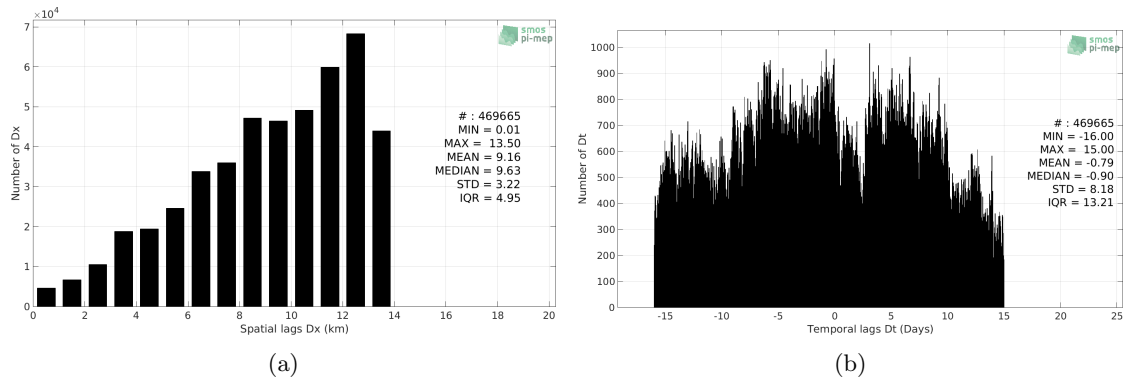 ×10⁴
7
6
5
4
3
2
1
0
Number of Dx
0 2 4 6 8 10 12 14 16 18 20
Spatial lags Dx (km)
smos
pi-mep
# : 469665
MIN = 0.01
MAX = 13.50
MEAN = 9.16
MEDIAN = 9.63
STD = 3.22
IQR = 4.95
(a)
1000
900
800
700
600
500
400
300
200
100
0
Number of Dt
-15 -10 -5 0 5 10 15 20 25
Temporal lags Dt (Days)
smos
pi-mep
# : 469665
MIN = -16.00
MAX = 15.00
MEAN = -0.79
MEDIAN = -0.90
STD = 8.18
IQR = 13.21
(b)